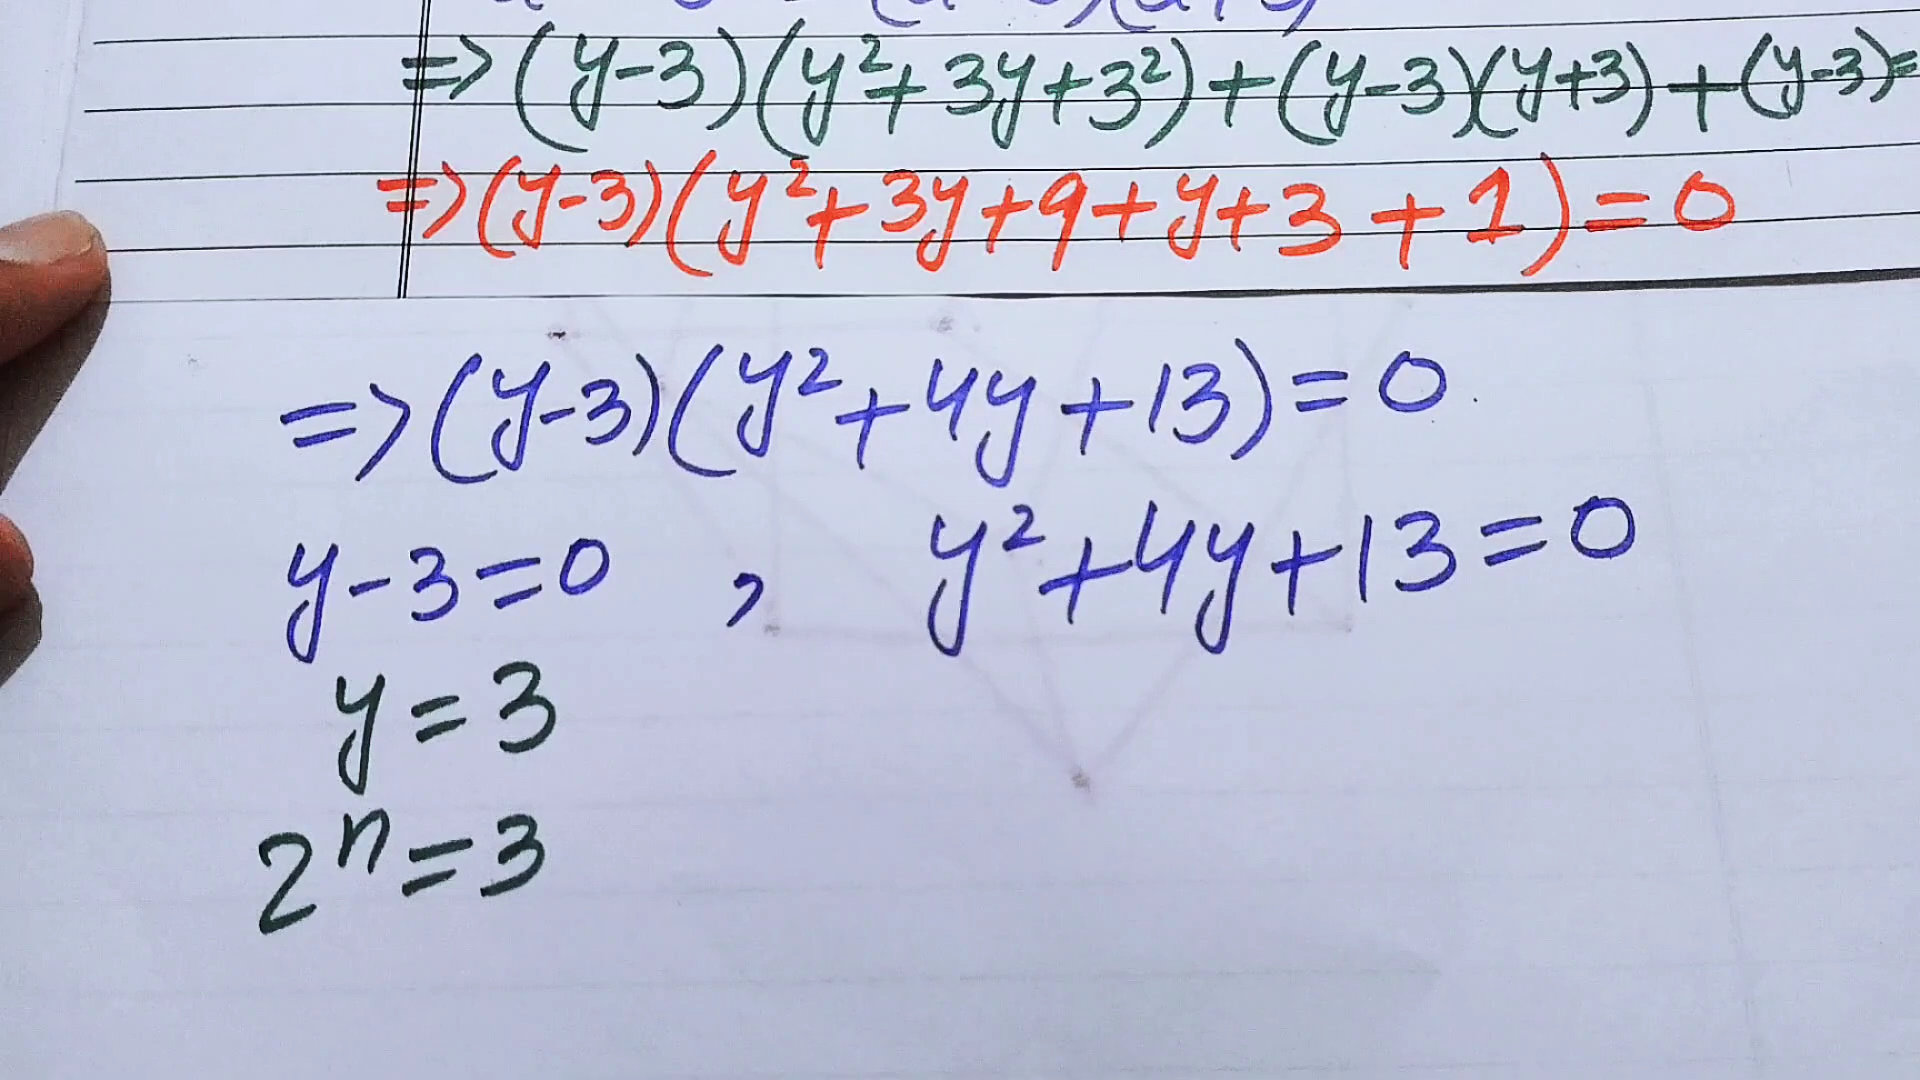 => (y-3)(y²+3y+3²)+(y-3)(y+3)+(y-3)=
=> (y-3)(y²+3y+9+y+3+1)=0
=> (y-3)(y²+4y+13)=0
y-3=0 , y²+4y+13=0
y=3
2ⁿ=3